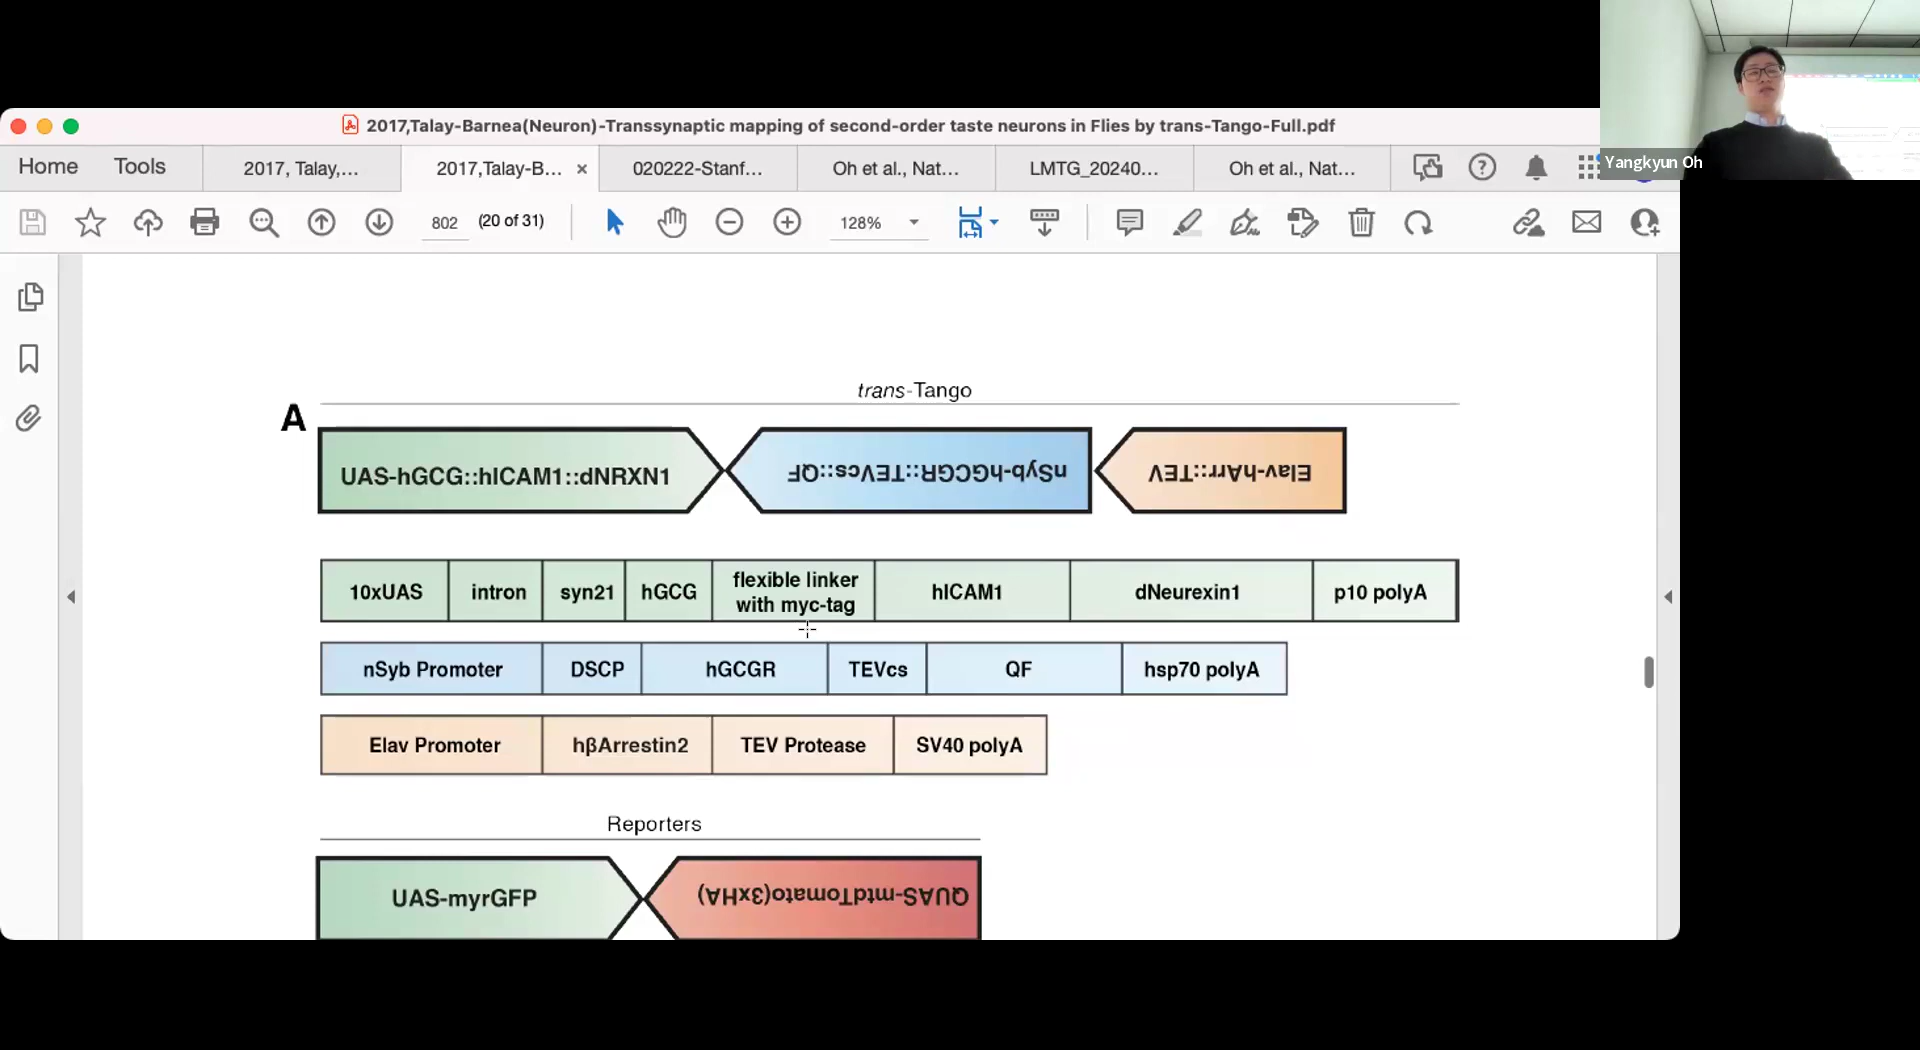 2017,Talay-Barnea(Neuron)-Transsynaptic mapping of second-order taste neurons in Flies by trans-Tango-Full.pdf
Yangkyun Oh
Home
Tools
2017, Talay,...
2017,Talay-B...
020222-Stanf...
Oh et al., Nat...
LMTG_20240...
Oh et al., Nat...
802
(20 of 31)
128%
trans-Tango
A
UAS-hGCG::hICAM1::dNRXN1
nSyb-hGCGR::TEVcs::QF
Elav-hArr::TEV
10xUAS
intron
syn21
hGCG
flexible linker
with myc-tag
hICAM1
dNeurexin1
p10 polyA
nSyb Promoter
DSCP
hGCGR
TEVcs
QF
hsp70 polyA
Elav Promoter
hβArrestin2
TEV Protease
SV40 polyA
Reporters
UAS-myrGFP
QUAS-mtdTomato(3xHA)